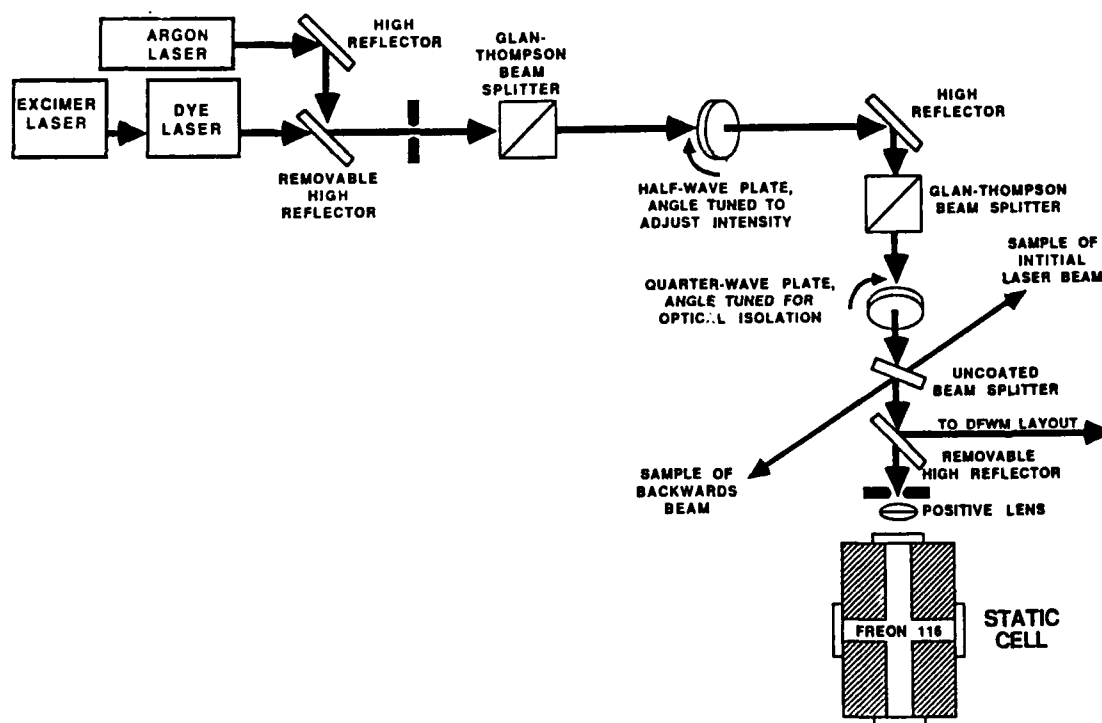 ARGON
LASER
HIGH
REFLECTOR
GLAN-
THOMPSON
BEAM
SPLITTER
EXCIMER
LASER
DYE
LASER
HIGH
REFLECTOR
REMOVABLE
HIGH
REFLECTOR
HALF-WAVE PLATE,
ANGLE TUNED TO
ADJUST INTENSITY
GLAN-THOMPSON
BEAM SPLITTER
SAMPLE OF
INTITIAL
LASER BEAM
QUARTER-WAVE PLATE,
ANGLE TUNED FOR
OPTICAL ISOLATION
UNCOATED
BEAM SPLITTER
TO DFWM LAYOUT
REMOVABLE
HIGH REFLECTOR
SAMPLE OF
BACKWARDS
BEAM
POSITIVE LENS
FREON 116
STATIC
CELL